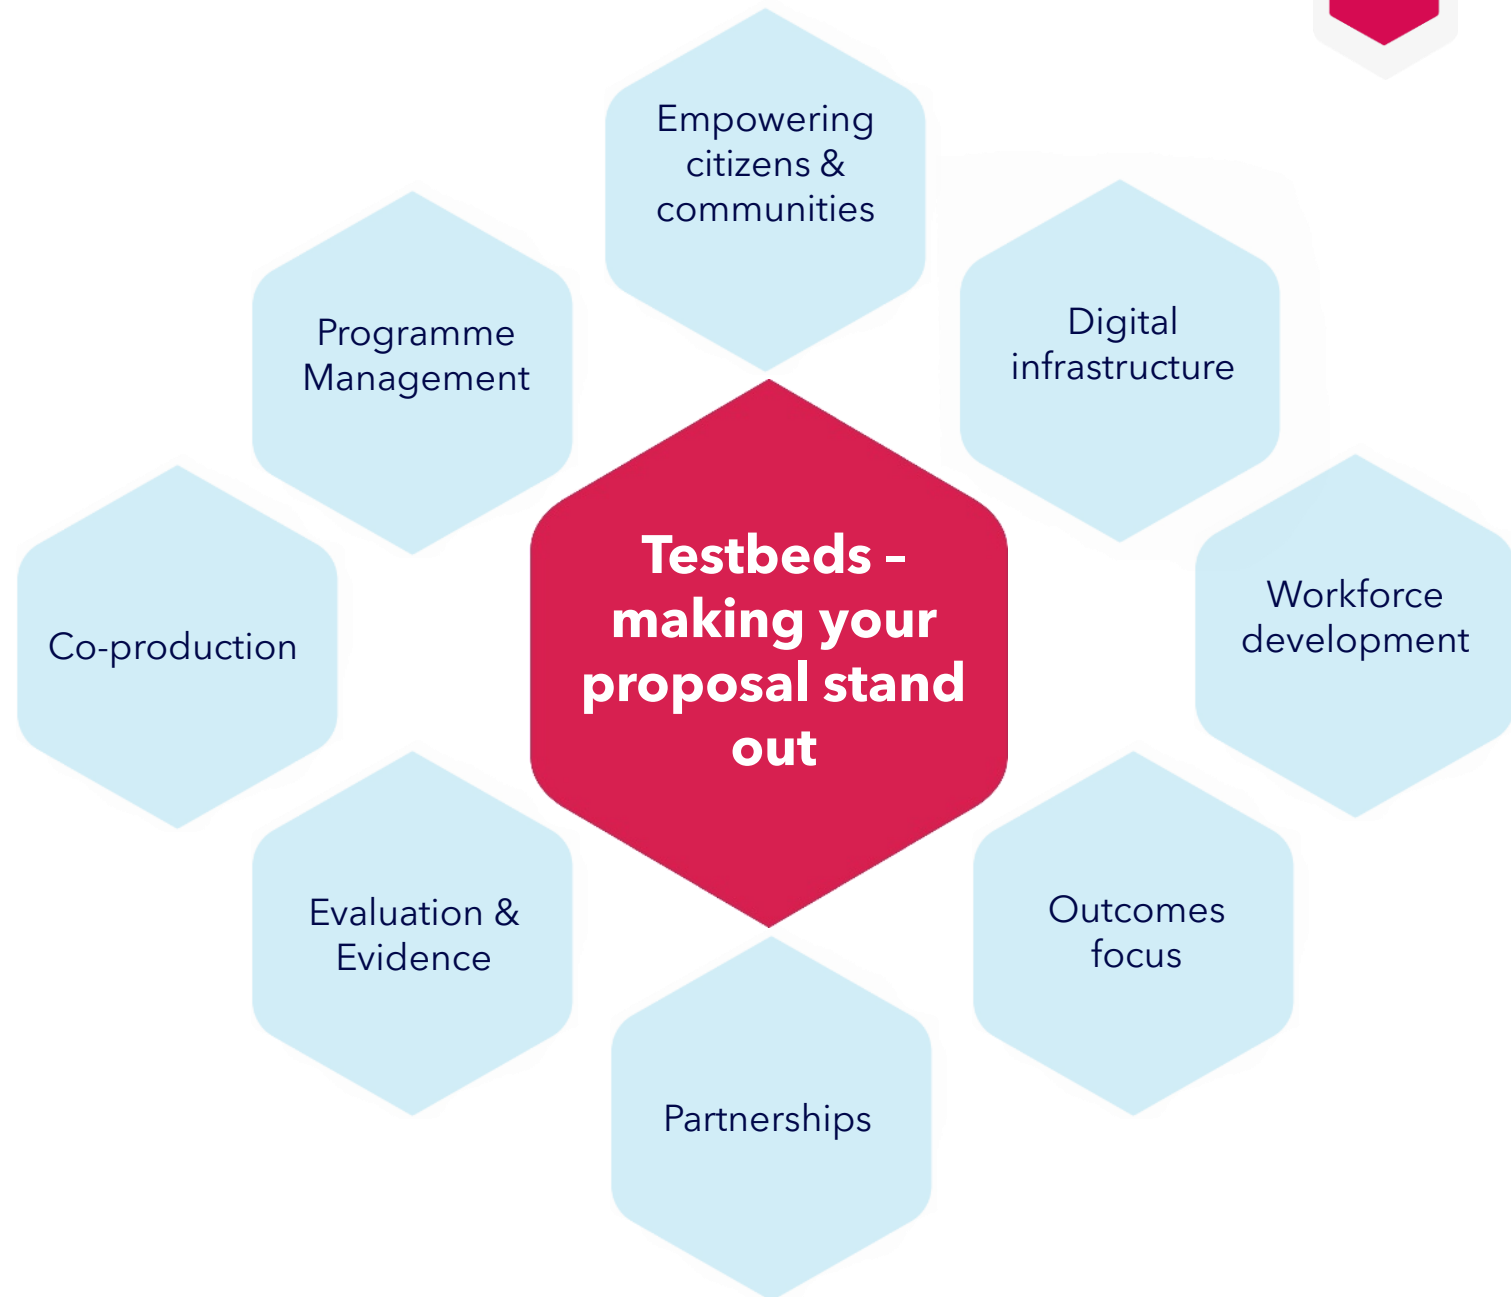 Empowering
citizens &
communities
Programme
Management
Digital
infrastructure
Testbeds –
making your
proposal stand
out
Co-production
Workforce
development
Evaluation &
Evidence
Outcomes
focus
Partnerships